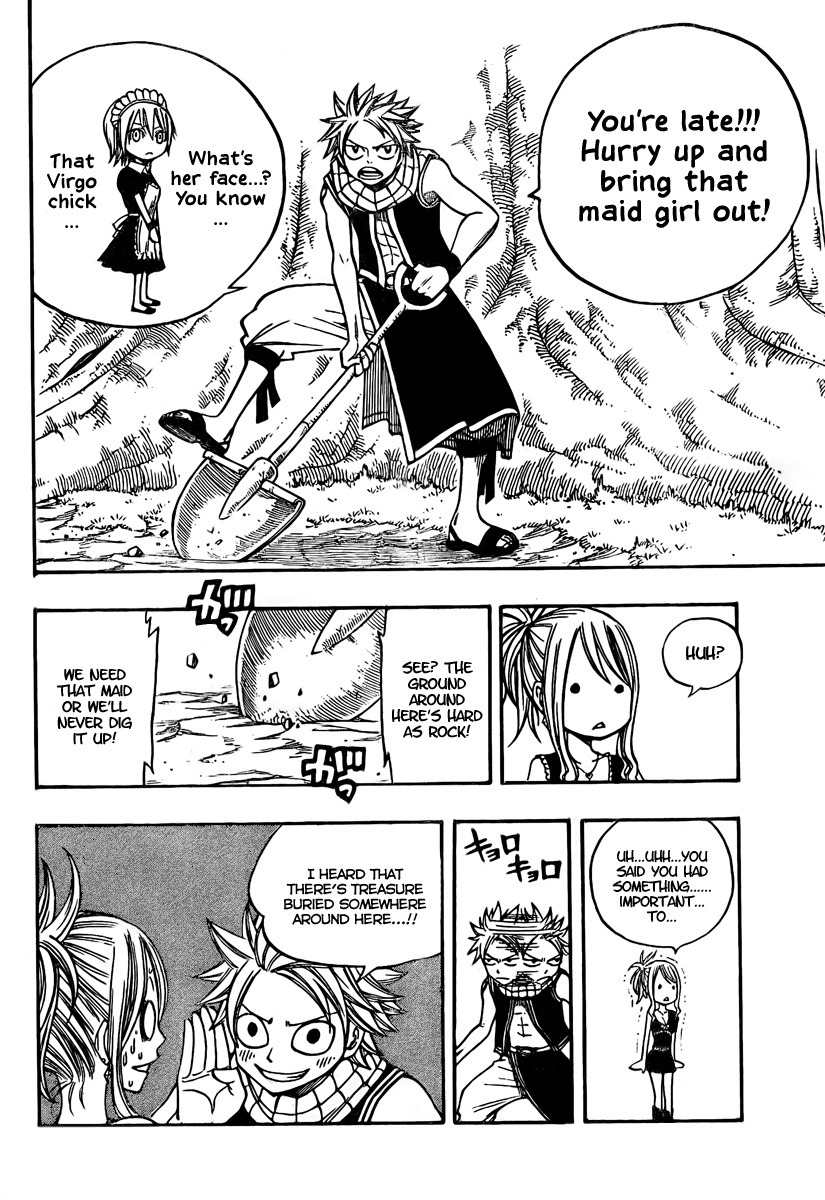 You're late!!!
Hurry up and
bring that
maid girl out!
What's
her face...?
You know
...
That
Virgo
chick
...
HUH?
SEE? THE
GROUND
AROUND
HERE'S HARD
AS ROCK!
ガッ
ガッ
WE NEED
THAT MAID
OR WE'LL
NEVER DIG
IT UP!
UH...UHH...YOU
SAID YOU HAD
SOMETHING......
IMPORTANT...
TO...
キョロ
キョロ
I HEARD THAT
THERE'S TREASURE
BURIED SOMEWHERE
AROUND HERE...!!